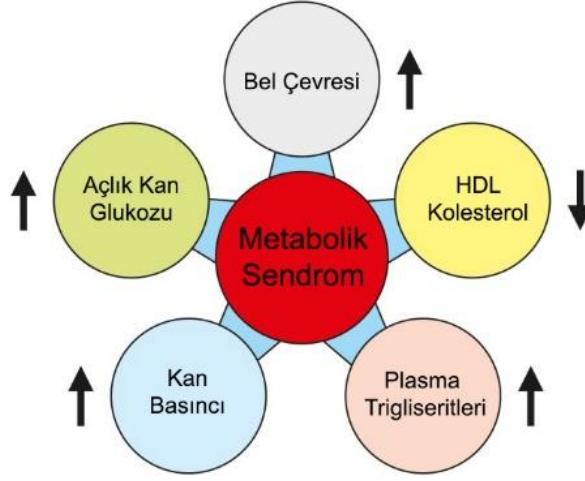 Bel Çevresi
Açlık Kan
Glukozu
HDL
Kolesterol
Metabolik
Sendrom
Kan
Basıncı
Plasma
Trigliseritleri